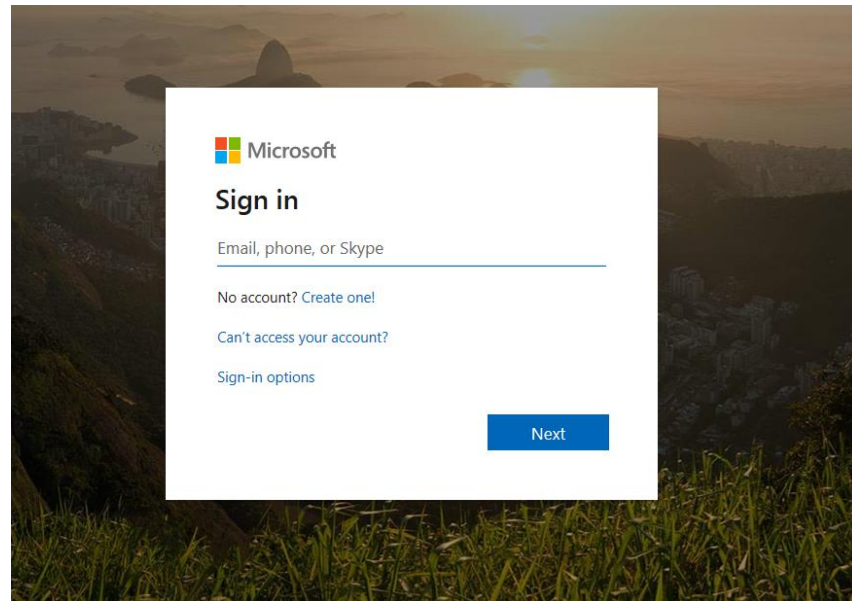 Microsoft
Sign in
Email, phone, or Skype
No account? Create one!
Can't access your account?
Sign-in options
Next